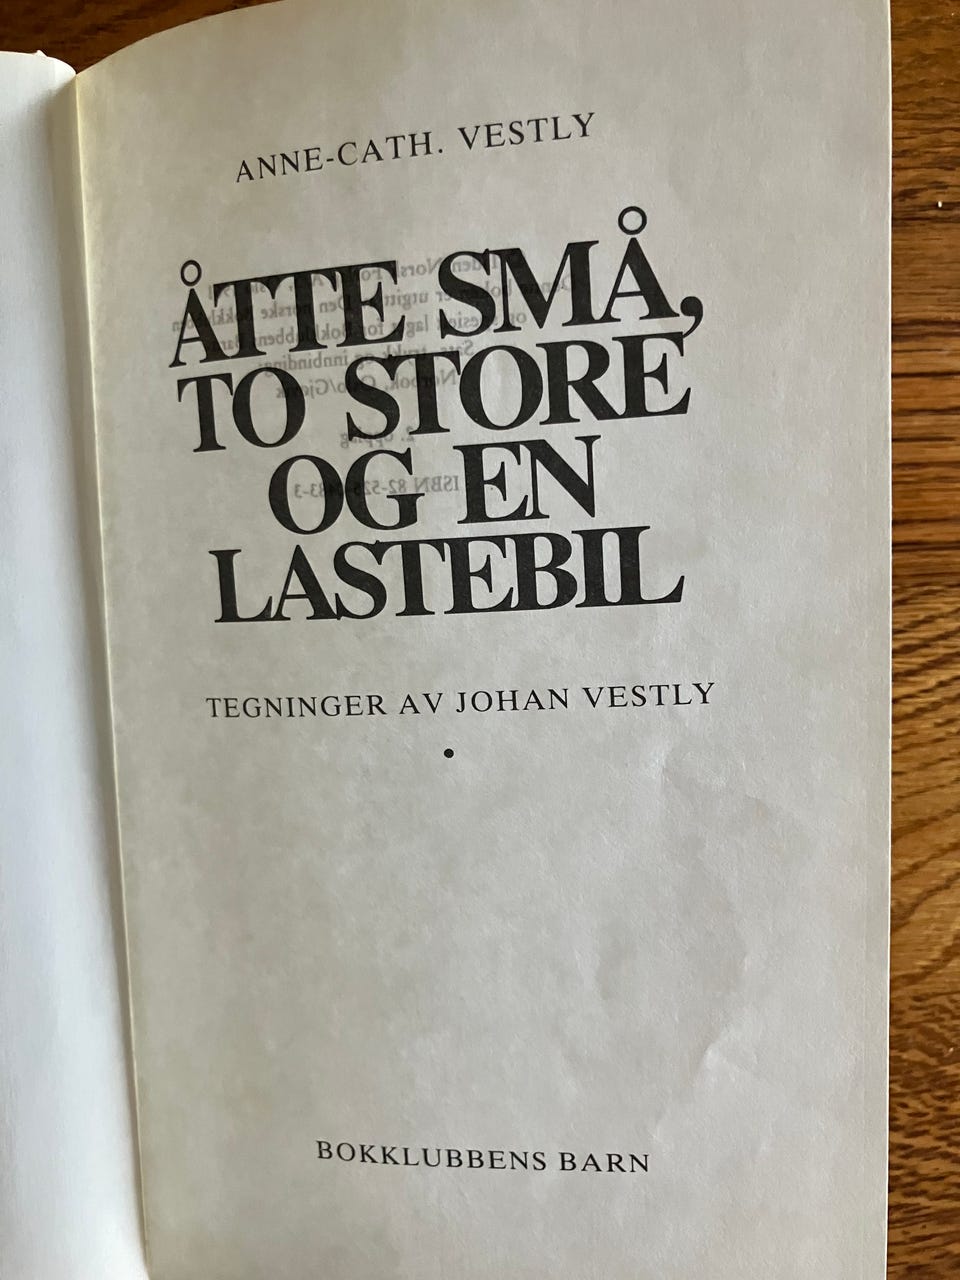 ANNE-CATH. VESTLY
ÅTTE SMÅ,
TO STORE
OG EN
LASTEBIL
TEGNINGER AV JOHAN VESTLY
•
BOKKLUBBENS BARN